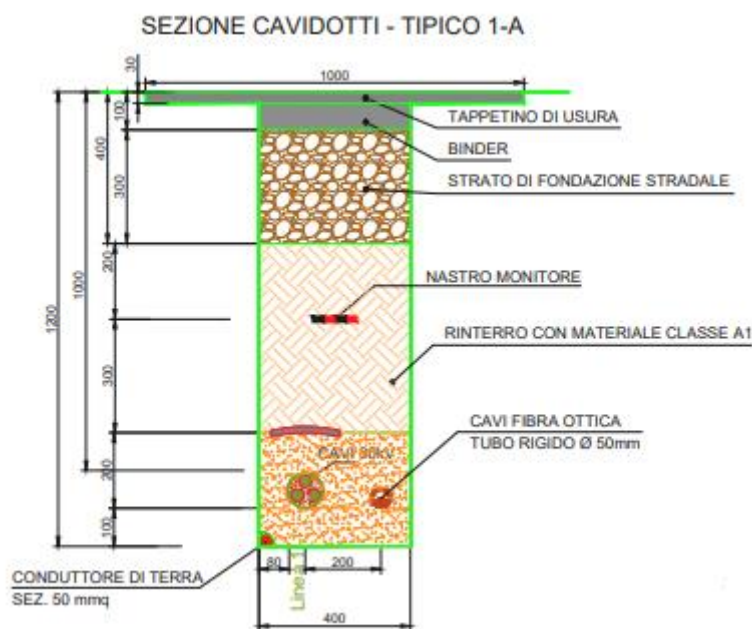 SEZIONE CAVIDOTTI - TIPICO 1-A
30
1000
100
TAPPETINO DI USURA
BINDER
400
300
STRATO DI FONDAZIONE STRADALE
200
NASTRO MONITORE
1000
1200
300
RINTERRO CON MATERIALE CLASSE A1
CAVI FIBRA OTTICA
TUBO RIGIDO Ø 50mm
CAVI 30kV
200
100
CONDUTTORE DI TERRA
SEZ. 50 mmq
80
Linea 1
200
400